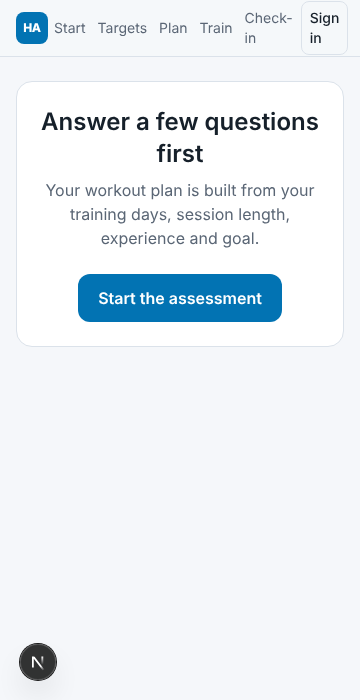 HA Start Targets Plan Train Check-in Sign in
Answer a few questions
first
Your workout plan is built from your
training days, session length,
experience and goal.
Start the assessment
N